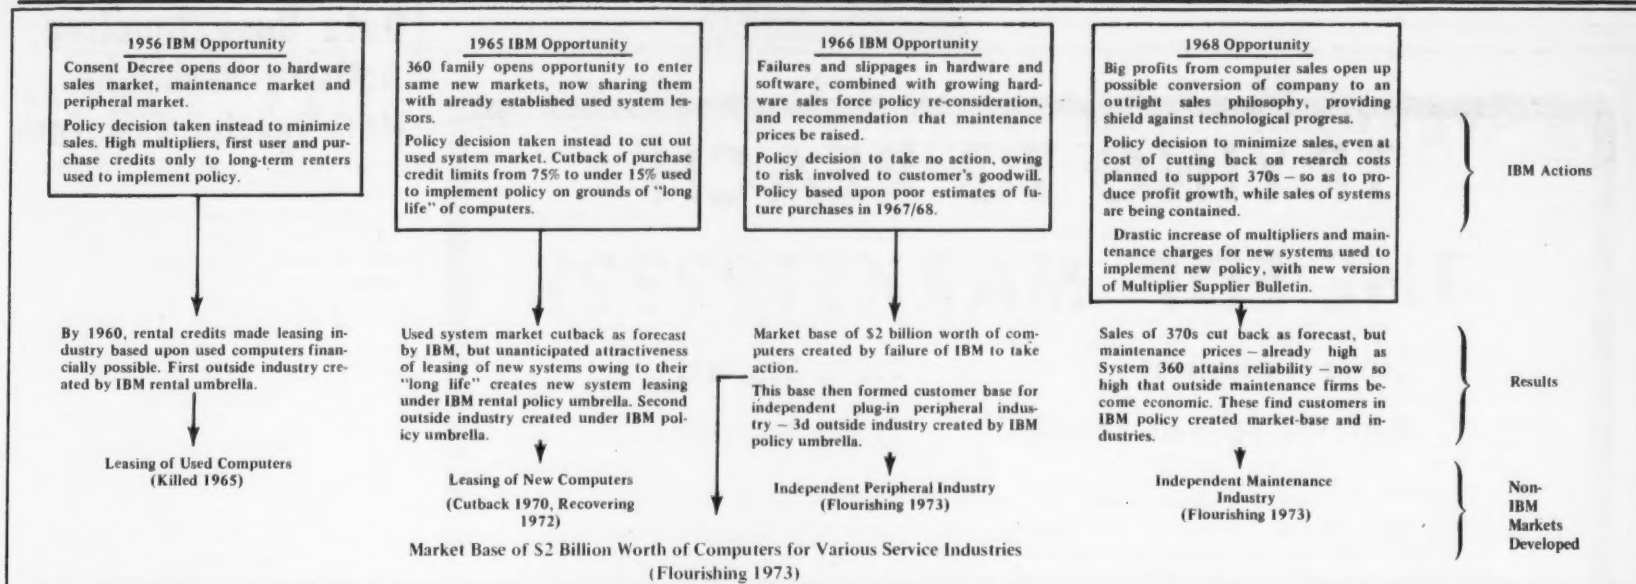 1956 IBM Opportunity
Consent Decree opens door to hardware
sales market, maintenance market and
peripheral market.
Policy decision taken instead to minimize
sales. High multipliers, first user and pur-
chase credits only to long-term renters
used to implement policy.
1965 IBM Opportunity
360 family opens opportunity to enter
same new markets, now sharing them
with already established used system les-
sors.
Policy decision taken instead to cut out
used system market. Cutback of purchase
credit limits from 75% to under 15% used
to implement policy on grounds of "long
life" of computers.
1966 IBM Opportunity
Failures and slippages in hardware and
software, combined with growing hard-
ware sales force policy re-consideration,
and recommendation that maintenance
prices be raised.
Policy decision to take no action, owing
to risk involved to customer's goodwill.
Policy based upon poor estimates of fu-
ture purchases in 1967/68.
1968 Opportunity
Big profits from computer sales open up
possible conversion of company to an
outright sales philosophy, providing
shield against technological progress.
Policy decision to minimize sales, even at
cost of cutting back on research costs
planned to support 370s – so as to pro-
duce profit growth, while sales of systems
are being contained.
Drastic increase of multipliers and main-
tenance charges for new systems used to
implement new policy, with new version
of Multiplier Supplier Bulletin.
IBM Actions
By 1960, rental credits made leasing in-
dustry based upon used computers finan-
cially possible. First outside industry cre-
ated by IBM rental umbrella.
Used system market cutback as forecast
by IBM, but unanticipated attractiveness
of leasing of new systems owing to their
"long life" creates new system leasing
under IBM rental policy umbrella. Second
outside industry created under IBM pol-
icy umbrella.
Market base of $2 billion worth of com-
puters created by failure of IBM to take
action.
This base then formed customer base for
independent plug-in peripheral indus-
try – 3d outside industry created by IBM
policy umbrella.
Sales of 370s cut back as forecast, but
maintenance prices – already high as
System 360 attains reliability – now so
high that outside maintenance firms be-
come economic. These find customers in
IBM policy created market-base and in-
dustries.
Results
Leasing of Used Computers
(Killed 1965)
Leasing of New Computers
(Cutback 1970, Recovering
1972)
Independent Peripheral Industry
(Flourishing 1973)
Independent Maintenance
Industry
(Flourishing 1973)
Non-
IBM
Markets
Developed
Market Base of $2 Billion Worth of Computers for Various Service Industries
(Flourishing 1973)